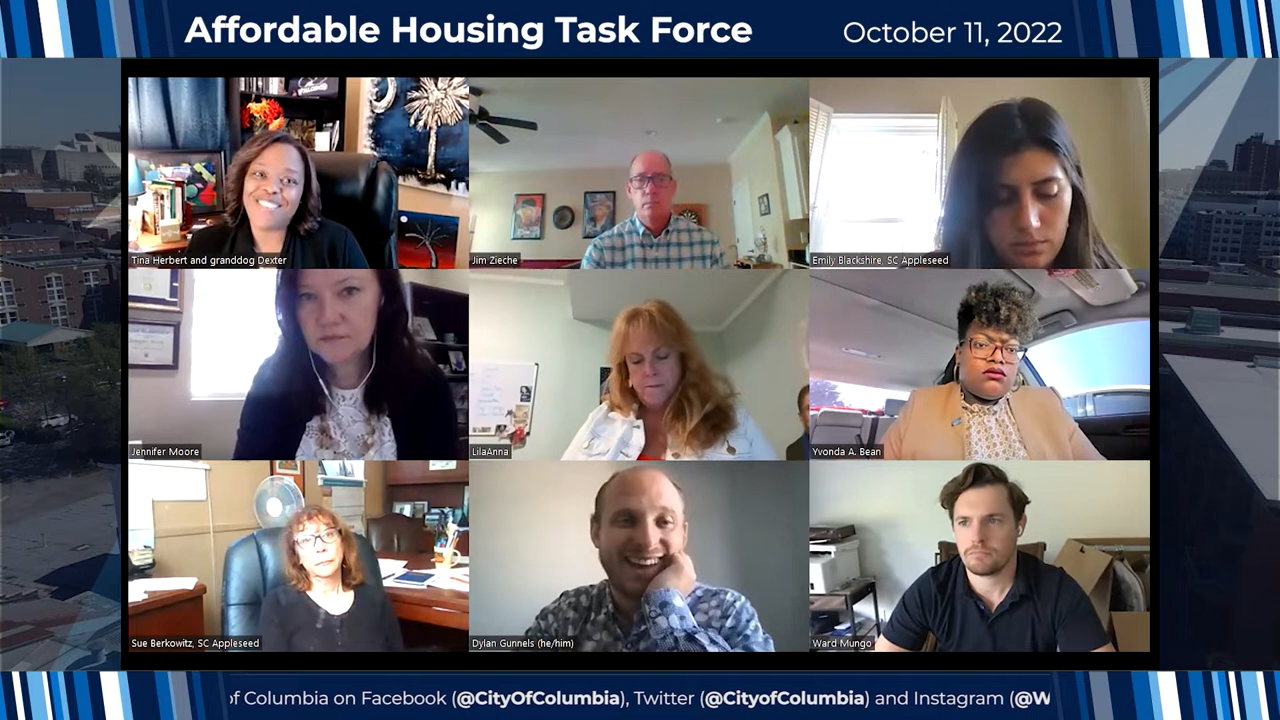 Affordable Housing Task Force
October 11, 2022
Tina Herbert and granddog Dexter
Jim Zieche
Emily Blackshire, SC Appleseed
Jennifer Moore
LilaAnna
Yvonda A. Bean
Sue Berkowitz, SC Appleseed
Dylan Gunnels (he/him)
Ward Mungo
of Columbia on Facebook (@CityOfColumbia), Twitter (@CityofColumbia) and Instagram (@W